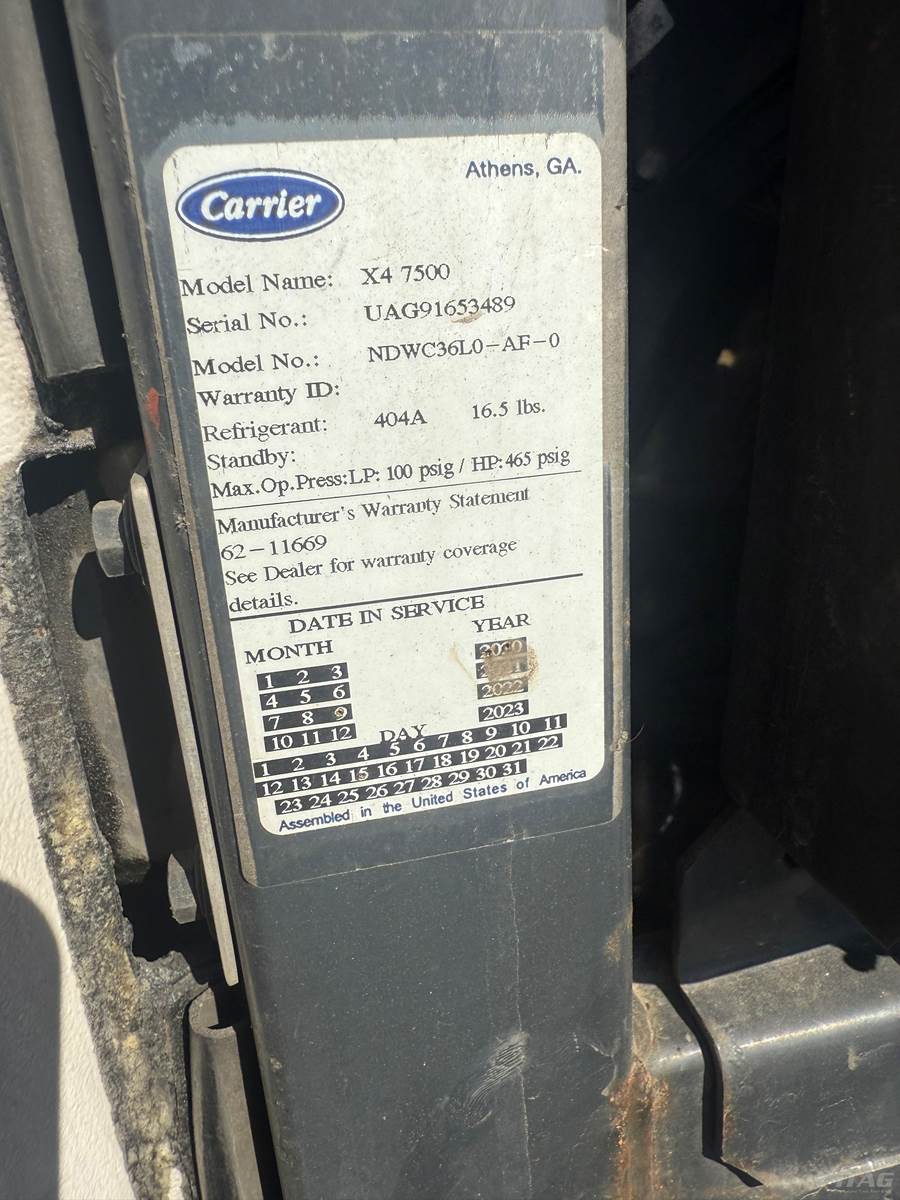 Carrier
Athens, GA.
Model Name: X4 7500
Serial No.: UAG91653489
Model No.: NDWC36L0-AF-0
Warranty ID:
Refrigerant: 404A 16.5 lbs.
Standby:
Max.Op.Press:LP: 100 psig / HP:465 psig
Manufacturer's Warranty Statement
62-11669
See Dealer for warranty coverage
details.
DATE IN SERVICE
MONTH YEAR
1 2 3 2020
4 5 6
7 8 9 2022
10 11 12 2023
DAY
1 2 3 4 5 6 7 8 9 10 11
12 13 14 15 16 17 18 19 20 21 22
23 24 25 26 27 28 29 30 31
Assembled in the United States of America